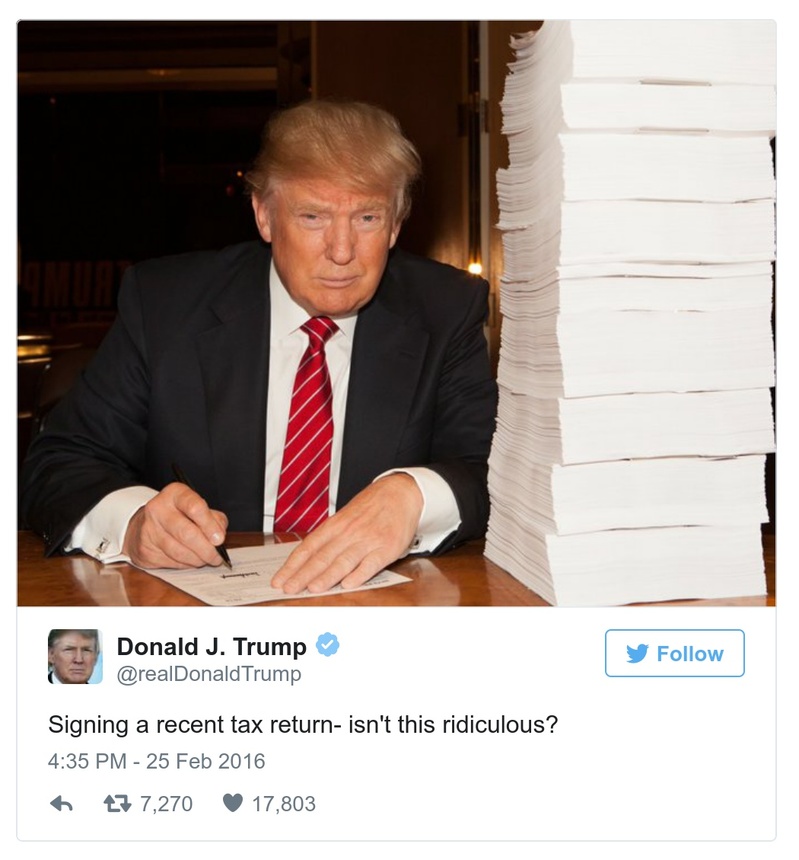 Donald J. Trump
@realDonaldTrump
Follow
Signing a recent tax return- isn't this ridiculous?
4:35 PM - 25 Feb 2016
7,270 17,803